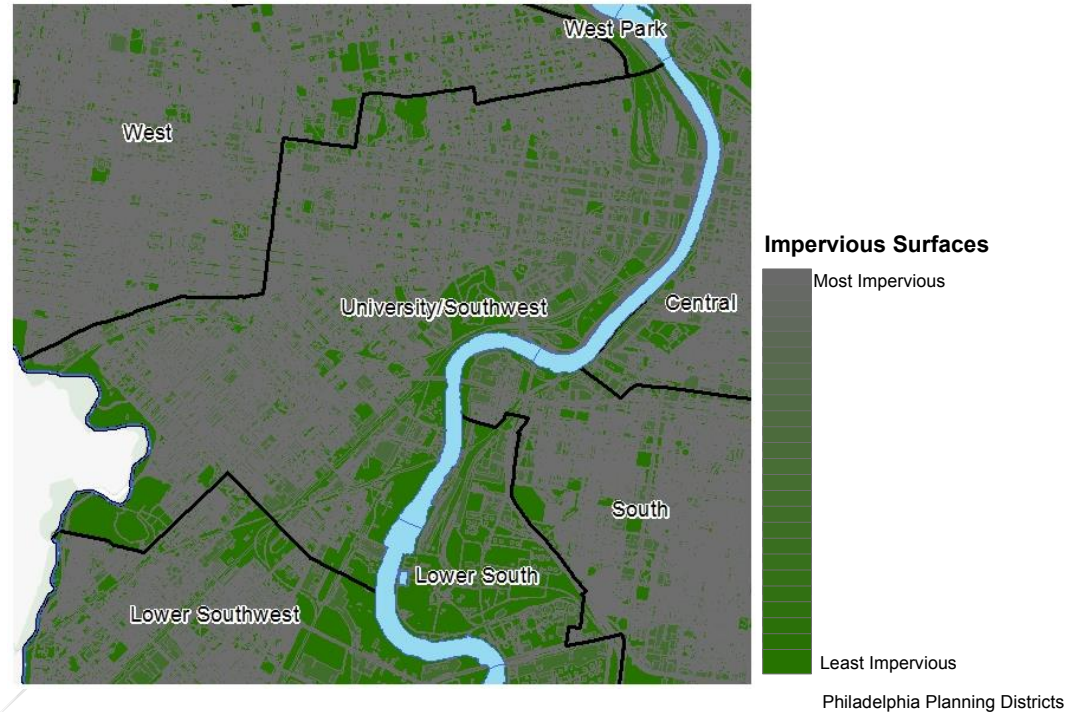 West Park
West
Impervious Surfaces
Most Impervious
University/Southwest
Central
South
Lower South
Lower Southwest
Least Impervious
Philadelphia Planning Districts